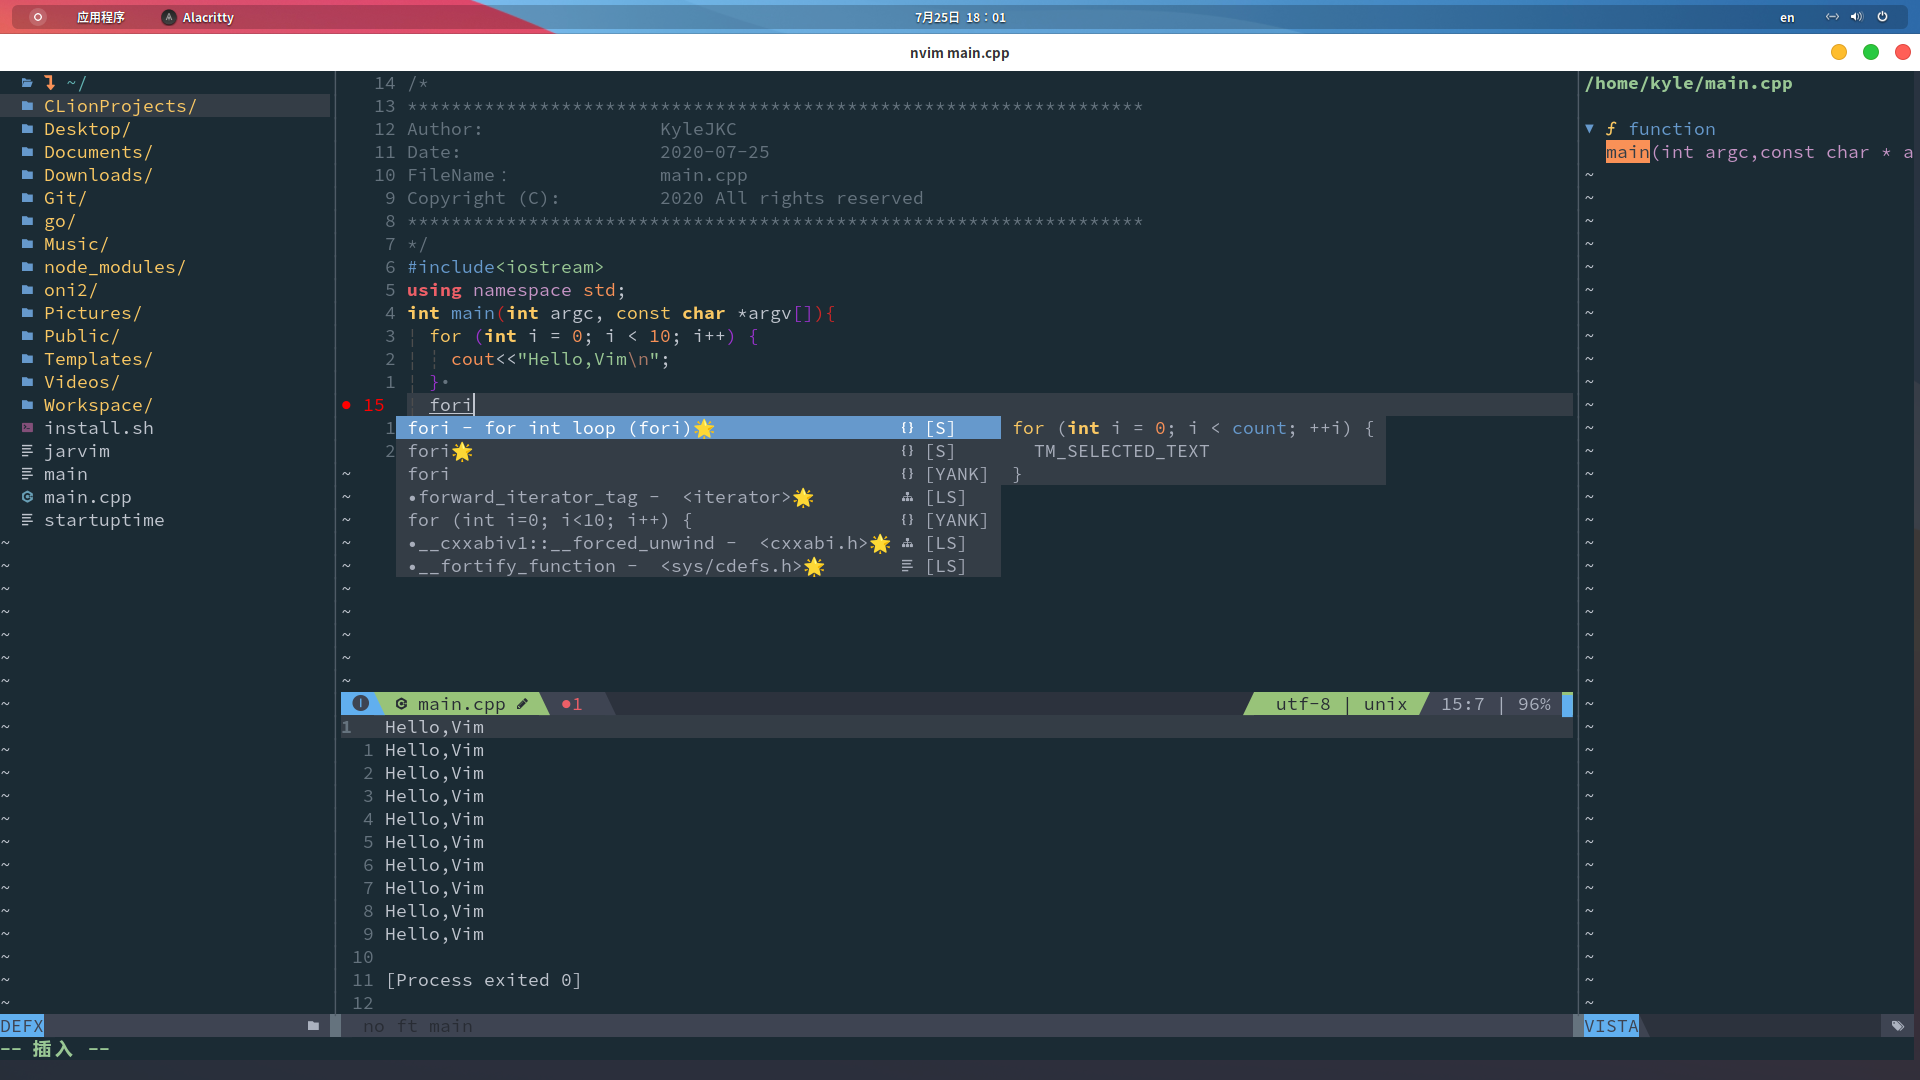 应用程序 Alacritty 7月25日 18：01 en
nvim main.cpp
~/
CLionProjects/
Desktop/
Documents/
Downloads/
Git/
go/
Music/
node_modules/
oni2/
Pictures/
Public/
Templates/
Videos/
Workspace/
install.sh
jarvim
main
main.cpp
startuptime
14 /*
13 *******************************************************************
12 Author: KyleJKC
11 Date: 2020-07-25
10 FileName： main.cpp
9 Copyright (C): 2020 All rights reserved
8 *******************************************************************
7 */
6 #include<iostream>
5 using namespace std;
4 int main(int argc, const char *argv[]){
3 for (int i = 0; i < 10; i++) {
2 cout<<"Hello,Vim\n";
1 }
15 fori
1 fori - for int loop (fori)🌟 {} [S]
2 fori🌟 {} [S]
fori {} [YANK]
•forward_iterator_tag - <iterator>🌟 [LS]
for (int i=0; i<10; i++) { {} [YANK]
•__cxxabiv1::__forced_unwind - <cxxabi.h>🌟 [LS]
•__fortify_function - <sys/cdefs.h>🌟 [LS]
for (int i = 0; i < count; ++i) {
TM_SELECTED_TEXT
}
main.cpp 1 utf-8 | unix 15:7 | 96%
1 Hello,Vim
1 Hello,Vim
2 Hello,Vim
3 Hello,Vim
4 Hello,Vim
5 Hello,Vim
6 Hello,Vim
7 Hello,Vim
8 Hello,Vim
9 Hello,Vim
10
11 [Process exited 0]
12
/home/kyle/main.cpp
▼ ƒ function
main(int argc,const char * a
DEFX no ft main VISTA
-- 插入 --